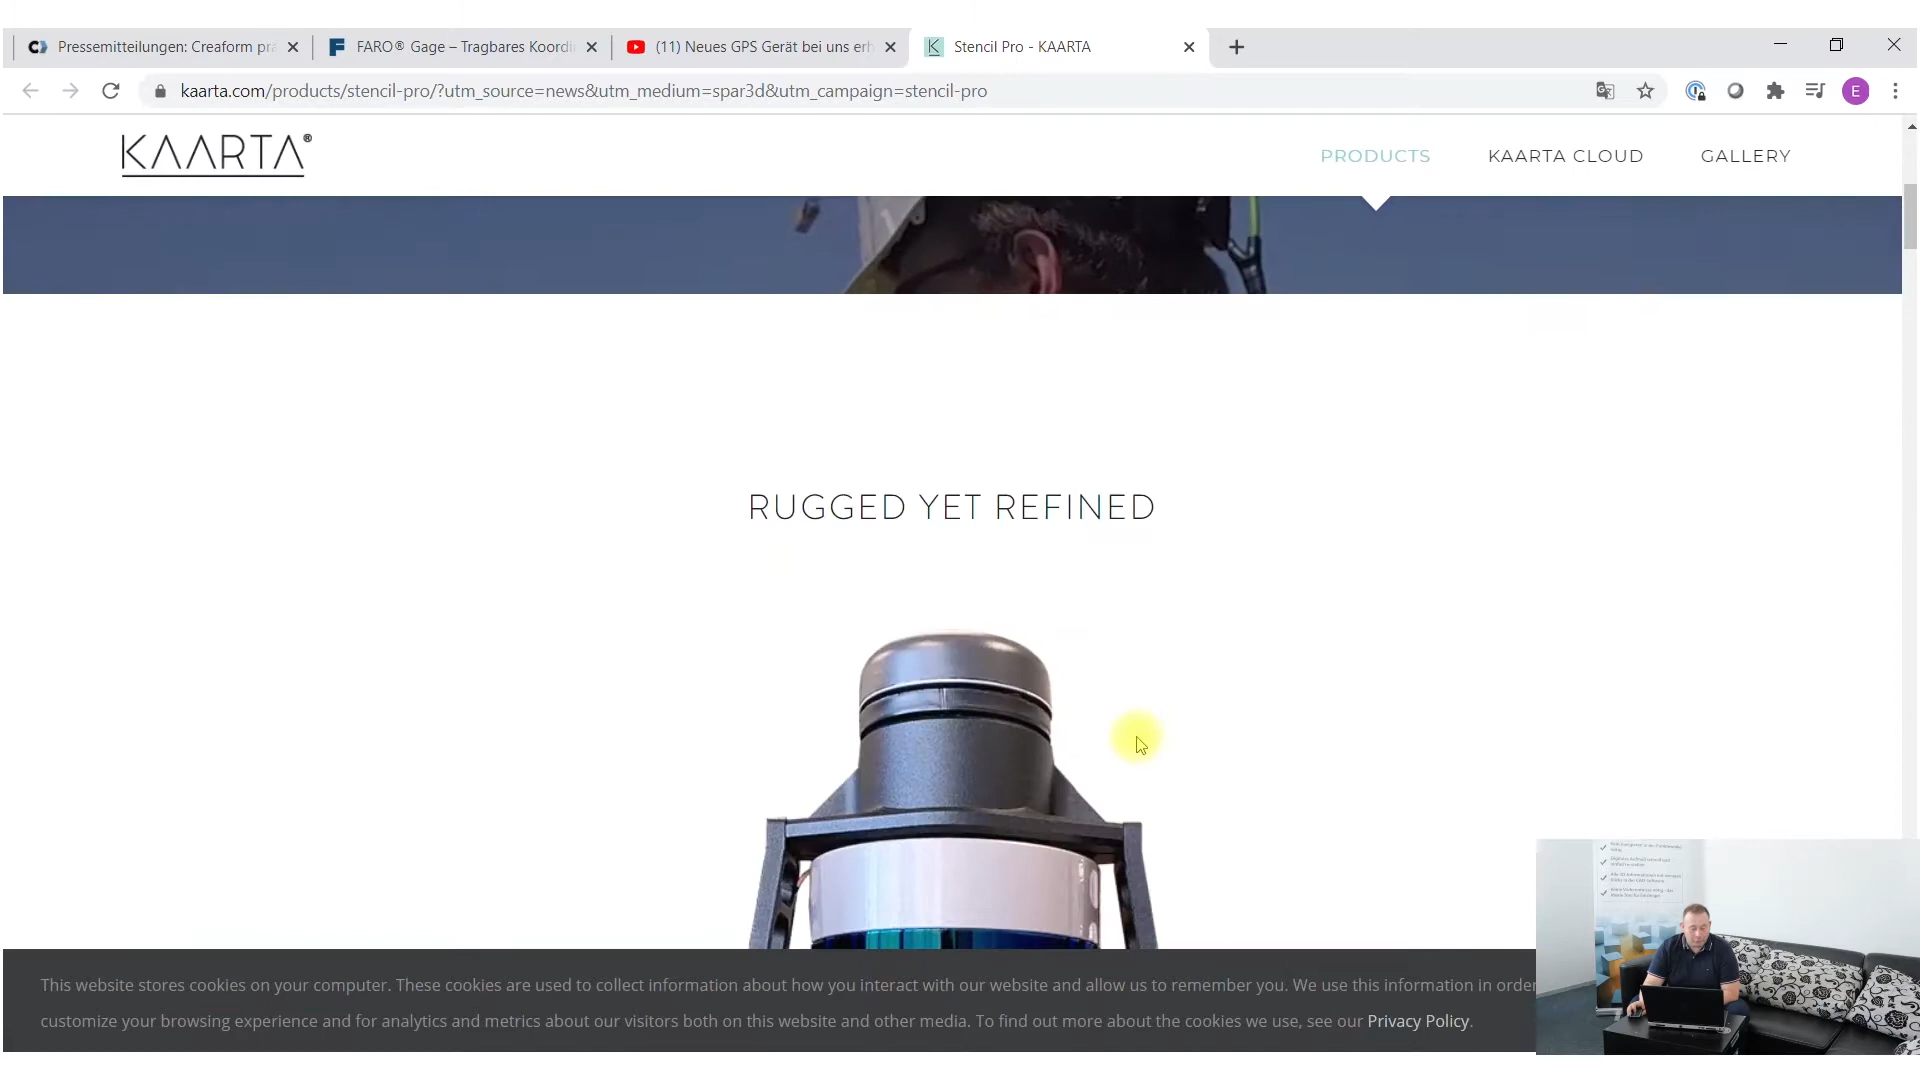 Pressemitteilungen: Creaform prä
FARO® Gage – Tragbares Koordi
(11) Neues GPS Gerät bei uns erh
Stencil Pro - KAARTA
kaarta.com/products/stencil-pro/?utm_source=news&utm_medium=spar3d&utm_campaign=stencil-pro
E
KAARTA®
PRODUCTS
KAARTA CLOUD
GALLERY
RUGGED YET REFINED
This website stores cookies on your computer. These cookies are used to collect information about how you interact with our website and allow us to remember you. We use this information in order
customize your browsing experience and for analytics and metrics about our visitors both on this website and other media. To find out more about the cookies we use, see our Privacy Policy.